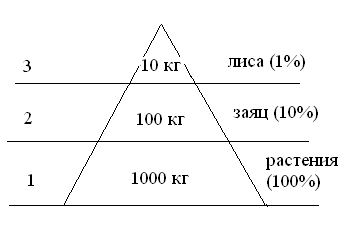 3 10 кг лиса (1%)
2 100 кг заяц (10%)
1 1000 кг растения
(100%)